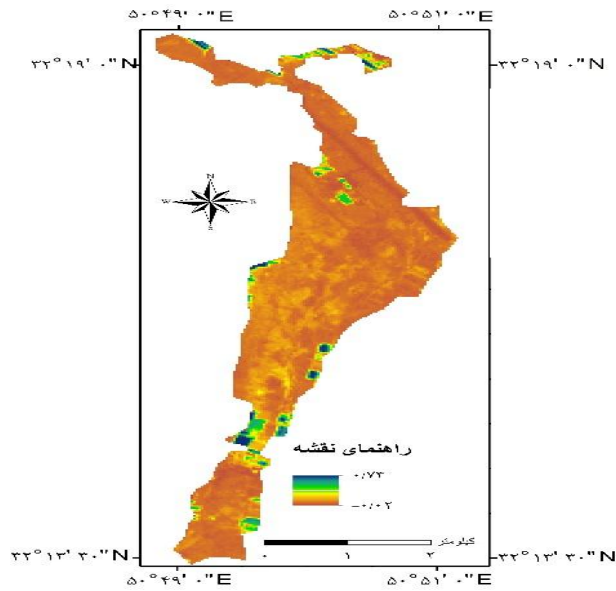 ۵۰°۴۹' ۰"E ۵۰°۵۱' ۰"E
۳۲°۱۹' ۰"N ۳۲°۱۹' ۰"N
N
W E
S
راهنمای نقشه
۰/۷۳
-۰/۰۲
کیلومتر
۰ ۱ ۲
۳۲°۱۳' ۳۰"N ۳۲°۱۳' ۳۰"N
۵۰°۴۹' ۰"E ۵۰°۵۱' ۰"E